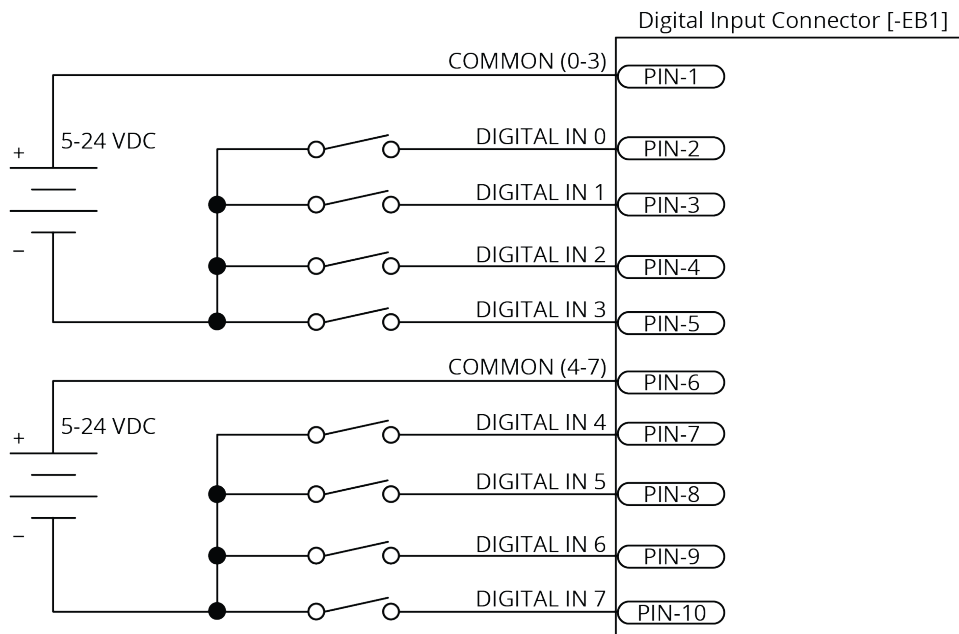 Digital Input Connector [-EB1]
COMMON (0-3)
PIN-1
+
5-24 VDC
DIGITAL IN 0
PIN-2
DIGITAL IN 1
PIN-3
–
DIGITAL IN 2
PIN-4
DIGITAL IN 3
PIN-5
COMMON (4-7)
PIN-6
+
5-24 VDC
DIGITAL IN 4
PIN-7
DIGITAL IN 5
PIN-8
–
DIGITAL IN 6
PIN-9
DIGITAL IN 7
PIN-10